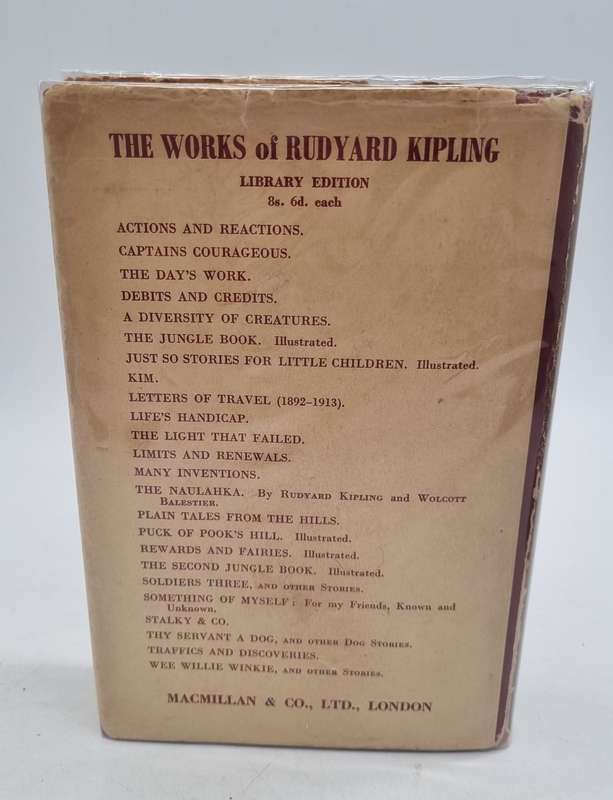 THE WORKS of RUDYARD KIPLING
LIBRARY EDITION
8s. 6d. each
ACTIONS AND REACTIONS.
CAPTAINS COURAGEOUS.
THE DAY'S WORK.
DEBITS AND CREDITS.
A DIVERSITY OF CREATURES.
THE JUNGLE BOOK. Illustrated.
JUST SO STORIES FOR LITTLE CHILDREN. Illustrated.
KIM.
LETTERS OF TRAVEL (1892–1913).
LIFE'S HANDICAP.
THE LIGHT THAT FAILED.
LIMITS AND RENEWALS.
MANY INVENTIONS.
THE NAULAHKA. By RUDYARD KIPLING and WOLCOTT
BALESTIER.
PLAIN TALES FROM THE HILLS.
PUCK OF POOK'S HILL. Illustrated.
REWARDS AND FAIRIES. Illustrated.
THE SECOND JUNGLE BOOK. Illustrated.
SOLDIERS THREE, AND OTHER STORIES.
SOMETHING OF MYSELF: For my Friends, Known and
Unknown.
STALKY & CO.
THY SERVANT A DOG, AND OTHER DOG STORIES.
TRAFFICS AND DISCOVERIES.
WEE WILLIE WINKIE, AND OTHER STORIES.
MACMILLAN & CO., LTD., LONDON